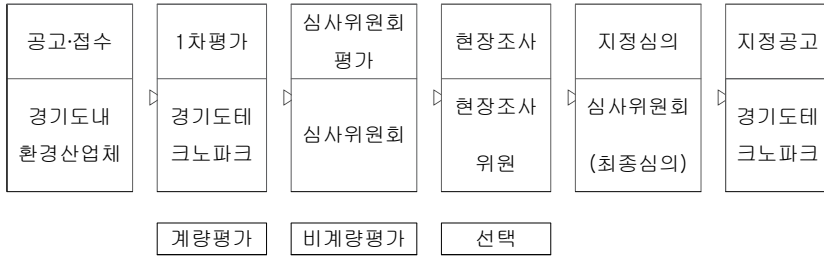 공고·접수
1차평가
심사위원회
평가
현장조사
지정심의
지정공고
경기도내
환경산업체
경기도테
크노파크
심사위원회
현장조사
위원
심사위원회
(최종심의)
경기도테
크노파크
계량평가
비계량평가
선택